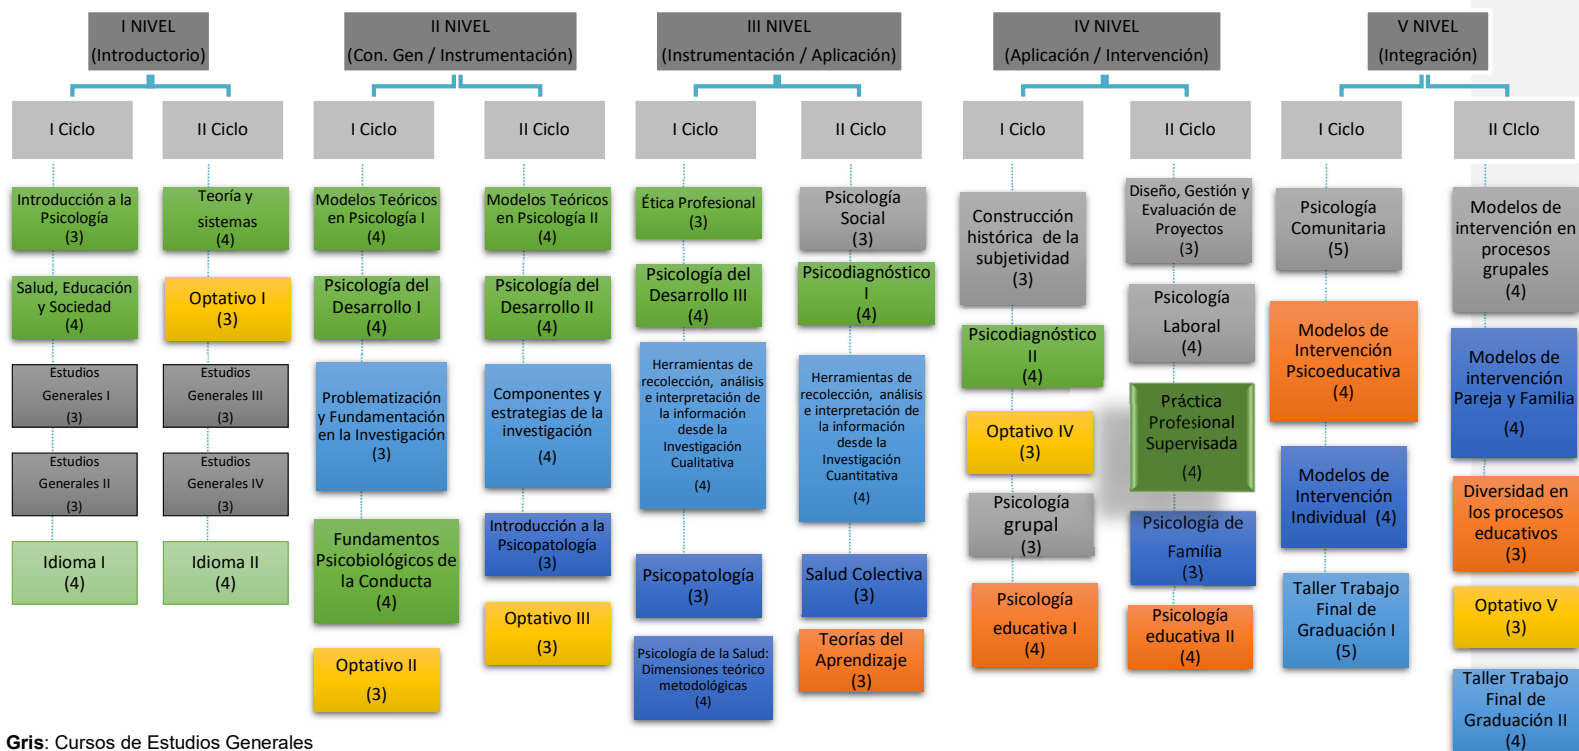 I NIVEL
(Introductorio)
II NIVEL
(Con. Gen / Instrumentación)
III NIVEL
(Instrumentación / Aplicación)
IV NIVEL
(Aplicación / Intervención)
V NIVEL
(Integración)
I Ciclo
II Ciclo
I Ciclo
II Ciclo
I Ciclo
II Ciclo
I Ciclo
II Ciclo
I Ciclo
II CIclo
Introducción a la
Psicología
(3)
Salud, Educación
y Sociedad
(4)
Estudios
Generales I
(3)
Estudios
Generales II
(3)
Idioma I
(4)
Teoría y
sistemas
(4)
Optativo I
(3)
Estudios
Generales III
(3)
Estudios
Generales IV
(3)
Idioma II
(4)
Modelos Teóricos
en Psicología I
(4)
Psicología del
Desarrollo I
(4)
Problematización
y Fundamentación
en la Investigación
(3)
Fundamentos
Psicobiológicos de
la Conducta
(4)
Optativo II
(3)
Modelos Teóricos
en Psicología II
(4)
Psicología del
Desarrollo II
(4)
Componentes y
estrategias de la
investigación
(4)
Introducción a la
Psicopatología
(3)
Optativo III
(3)
Ética Profesional
(3)
Psicología del
Desarrollo III
(4)
Herramientas de
recolección, análisis
e interpretación de
la información
desde la
Investigación
Cualitativa
(4)
Psicopatología
(3)
Psicología de la Salud:
Dimensiones teórico
metodológicas
(4)
Psicología
Social
(3)
Psicodiagnóstico
I
(4)
Herramientas de
recolección, análisis
e interpretación de
la información
desde la
Investigación
Cuantitativa
(4)
Salud Colectiva
(3)
Teorías del
Aprendizaje
(3)
Construcción
histórica de la
subjetividad
(3)
Psicodiagnóstico
II
(4)
Optativo IV
(3)
Psicología
grupal
(3)
Psicología
educativa I
(4)
Diseño, Gestión y
Evaluación de
Proyectos
(3)
Psicología
Laboral
(4)
Práctica
Profesional
Supervisada
(4)
Psicología de
Familia
(3)
Psicología
educativa II
(4)
Psicología
Comunitaria
(5)
Modelos de
Intervención
Psicoeducativa
(4)
Modelos de
Intervención
Individual (4)
Taller Trabajo
Final de
Graduación I
(5)
Modelos de
intervención en
procesos
grupales
(4)
Modelos de
intervención
Pareja y Familia
(4)
Diversidad en
los procesos
educativos
(3)
Optativo V
(3)
Taller Trabajo
Final de
Graduación II
(4)
Gris: Cursos de Estudios Generales